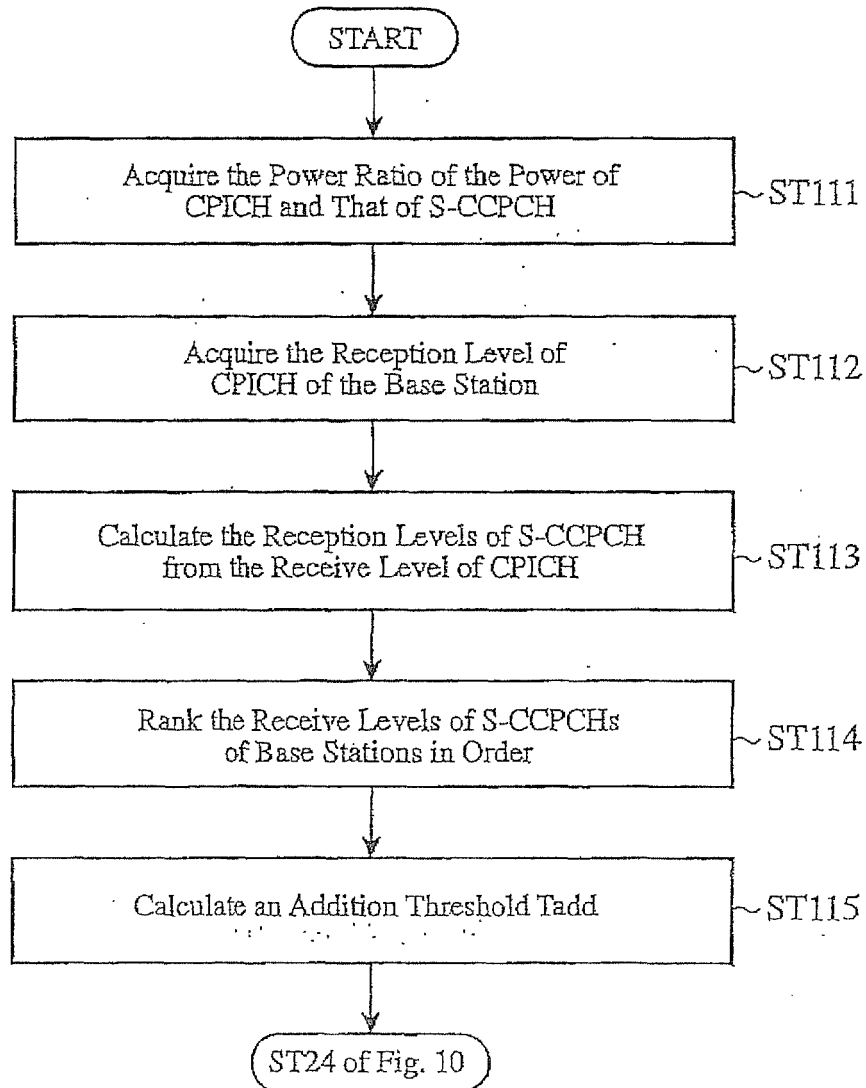 START
Acquire the Power Ratio of the Power of
CPICH and That of S-CCPCH
ST111
Acquire the Reception Level of
CPICH of the Base Station
ST112
Calculate the Reception Levels of S-CCPCH
from the Receive Level of CPICH
ST113
Rank the Receive Levels of S-CCPCHs
of Base Stations in Order
ST114
Calculate an Addition Threshold Tadd
ST115
ST24 of Fig. 10